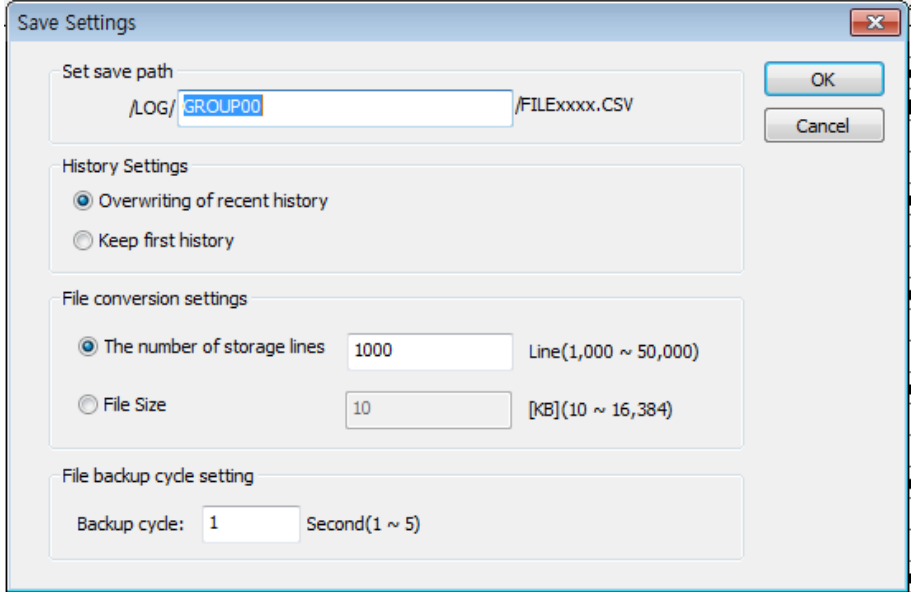 Save Settings
Set save path
OK
/LOG/ GROUP00 /FILExxxx.CSV
Cancel
History Settings
Overwriting of recent history
Keep first history
File conversion settings
The number of storage lines 1000 Line(1,000 ~ 50,000)
File Size 10 [KB](10 ~ 16,384)
File backup cycle setting
Backup cycle: 1 Second(1 ~ 5)